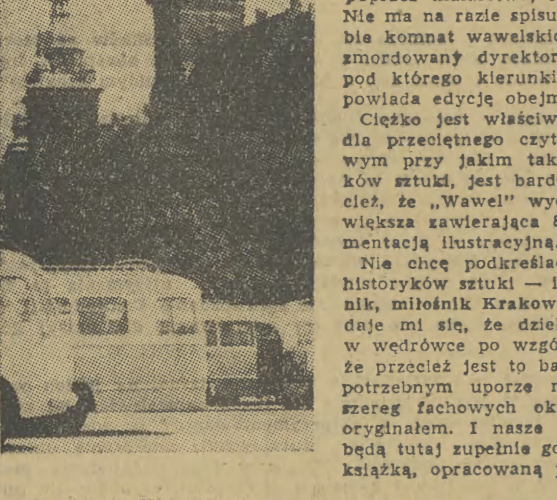 Nie ma na razie spisu
bie komnat wawelskic
zmordowany dyrektor
pod którego kierunki
powiada edycję obejm
Ciężko jest właściw
dla przeciętnego czyt
wym przy jakim tak
ków sztuki, jest bard
cież, że „Wawel" wyd
większa zawierająca 8
mentacją ilustracyjną.
Nie chcę podkreślać
historyków sztuki — i
nik, miłośnik Krakow
daje mi się, że dziel
w wędrówce po wzgó
że przecież jest to ba
potrzebnym uporze n
szereg fachowych ok
oryginałem. I nasze
będą tutaj zupełnie go
książką, opracowaną